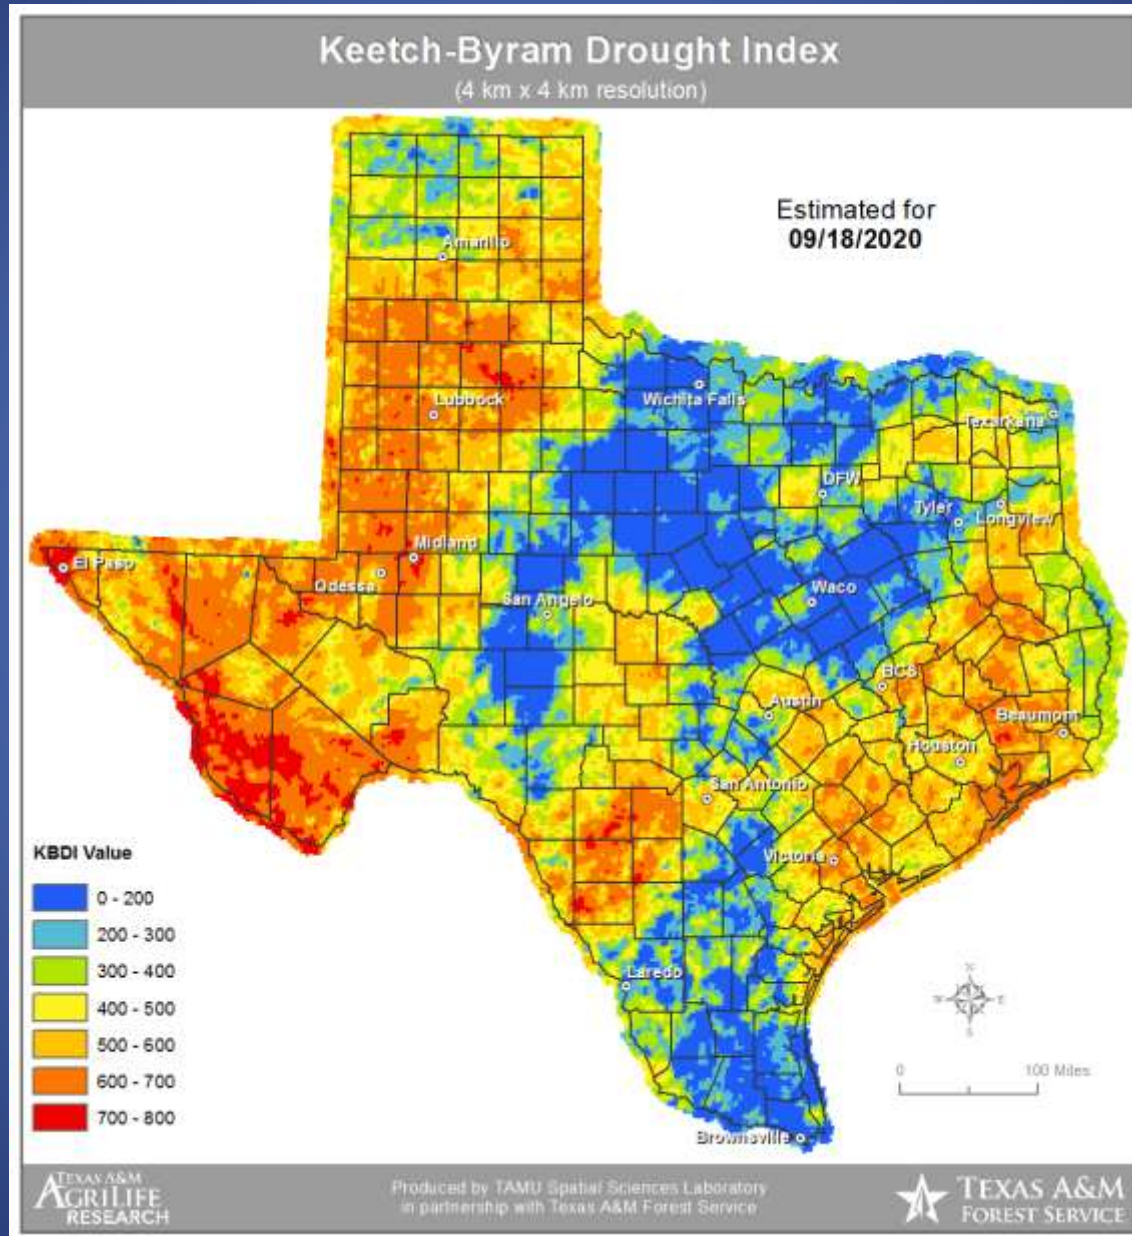 Keetch-Byram Drought Index
(4 km x 4 km resolution)
Estimated for
09/18/2020
Amarillo
Lubbock
Wichita Falls
Texarkana
DFW
Tyler
Longview
Midland
El Paso
Odessa
San Angelo
Waco
BCS
Austin
Beaumont
Houston
San Antonio
Victoria
Laredo
Brownsville
KBDI Value
0 - 200
200 - 300
300 - 400
400 - 500
500 - 600
600 - 700
700 - 800
N
W E
S
0 100 Miles
TEXAS A&M
AGRILIFE
RESEARCH
Produced by TAMU Spatial Sciences Laboratory
in partnership with Texas A&M Forest Service
TEXAS A&M
FOREST SERVICE